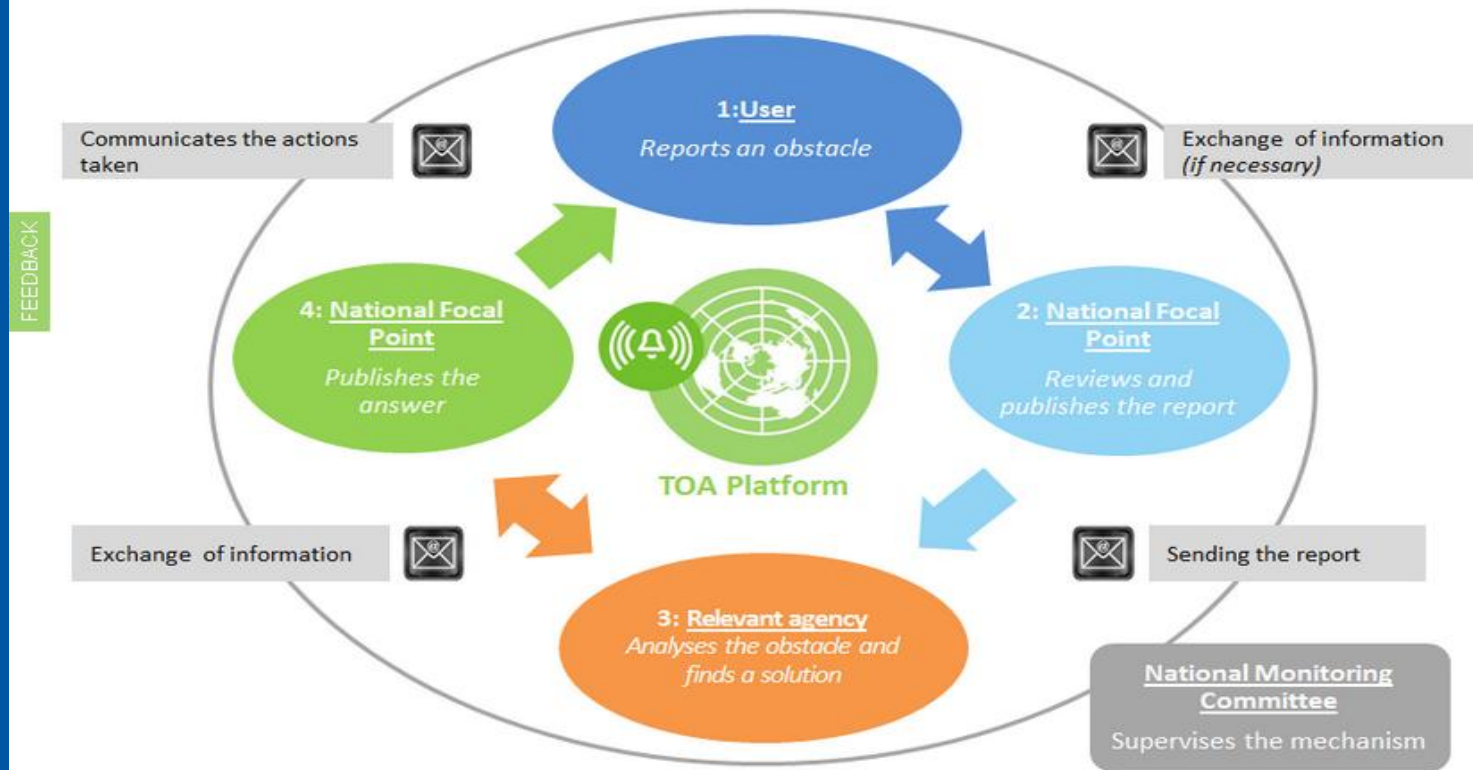 1:User
Reports an obstacle
Communicates the actions
taken
Exchange of information
(if necessary)
FEEDBACK
4: National Focal
Point
Publishes the
answer
2: National Focal
Point
Reviews and
publishes the report
TOA Platform
Exchange of information
Sending the report
3: Relevant agency
Analyses the obstacle and
finds a solution
National Monitoring
Committee
Supervises the mechanism